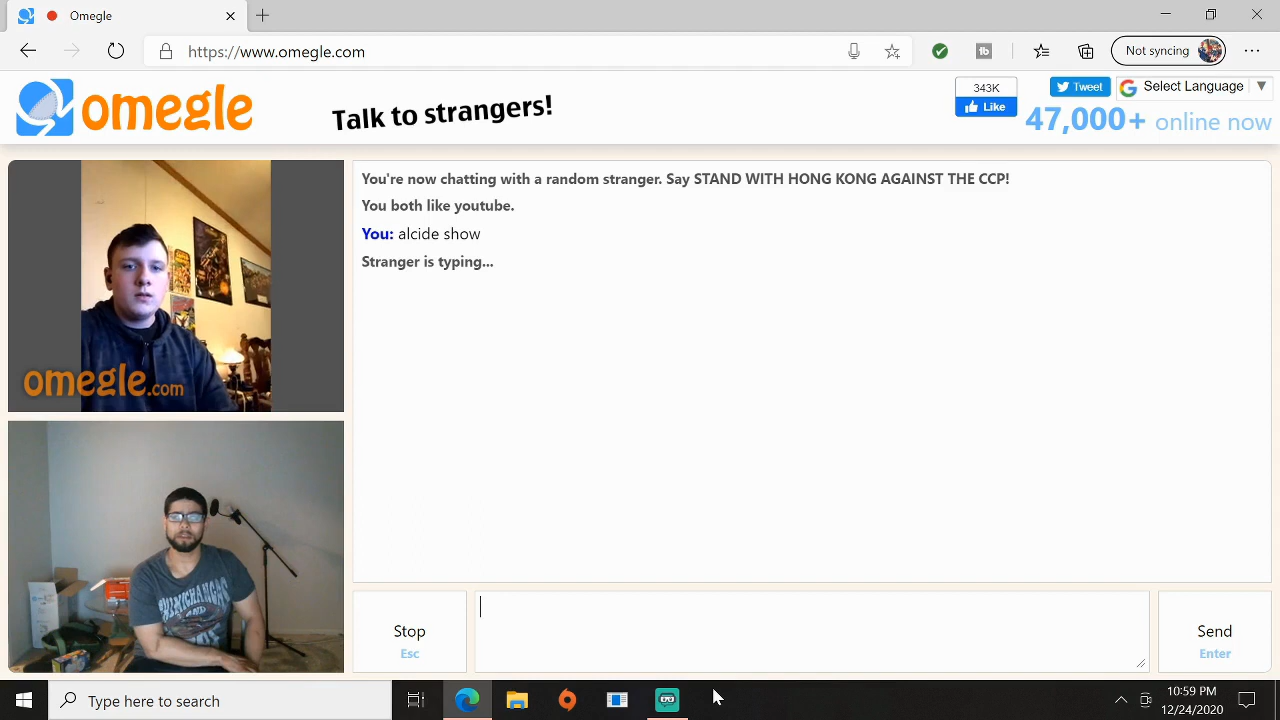 Omegle
https://www.omegle.com
Not syncing
omegle
Talk to strangers!
343K
Like
Tweet
Select Language
47,000+ online now
omegle.com
You're now chatting with a random stranger. Say STAND WITH HONG KONG AGAINST THE CCP!
You both like youtube.
You: alcide show
Stranger is typing...
Stop
Esc
Send
Enter
Type here to search
10:59 PM
12/24/2020